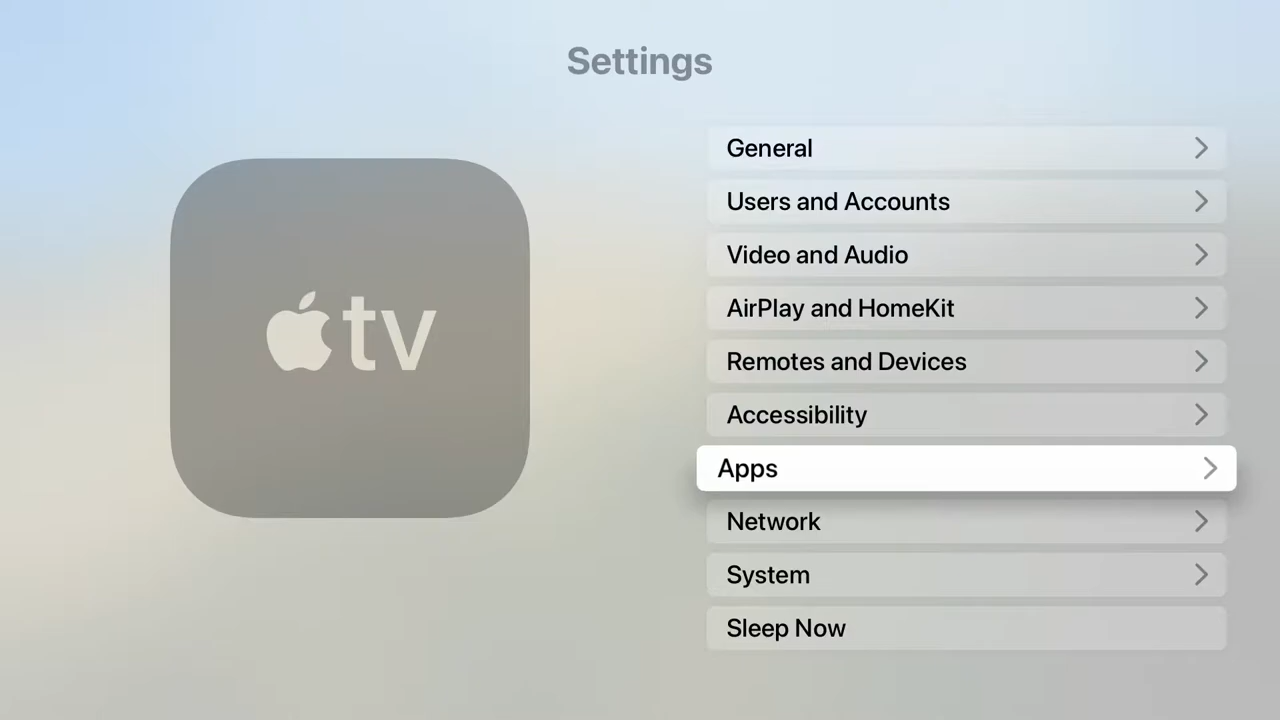 Settings
tv
General
Users and Accounts
Video and Audio
AirPlay and HomeKit
Remotes and Devices
Accessibility
Apps
Network
System
Sleep Now